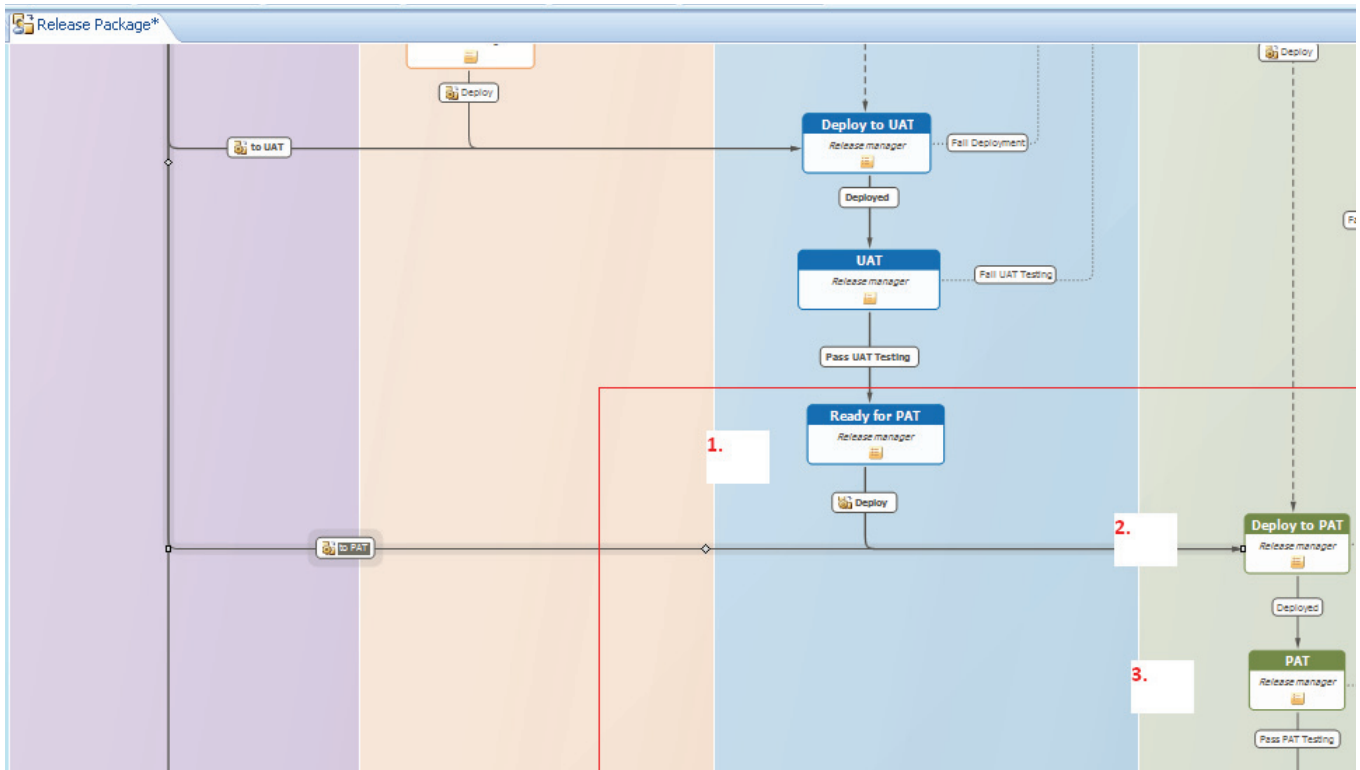 Release Package*
Deploy
Deploy
Deploy to UAT
Release manager
to UAT
Fail Deployment
Deployed
UAT
Release manager
Fail UAT Testing
Pass UAT Testing
Ready for PAT
Release manager
1.
Deploy
2.
Deploy to PAT
Release manager
to PAT
Deployed
3.
PAT
Release manager
Pass PAT Testing